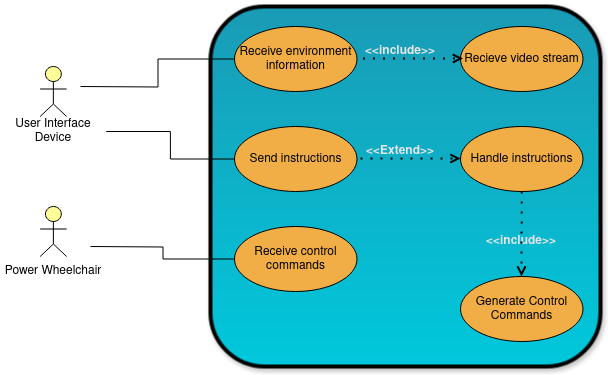 Receive environment
information
<<include>>
Recieve video stream
User Interface
Device
Send instructions
<<Extend>>
Handle instructions
Power Wheelchair
Receive control
commands
<<include>>
Generate Control
Commands